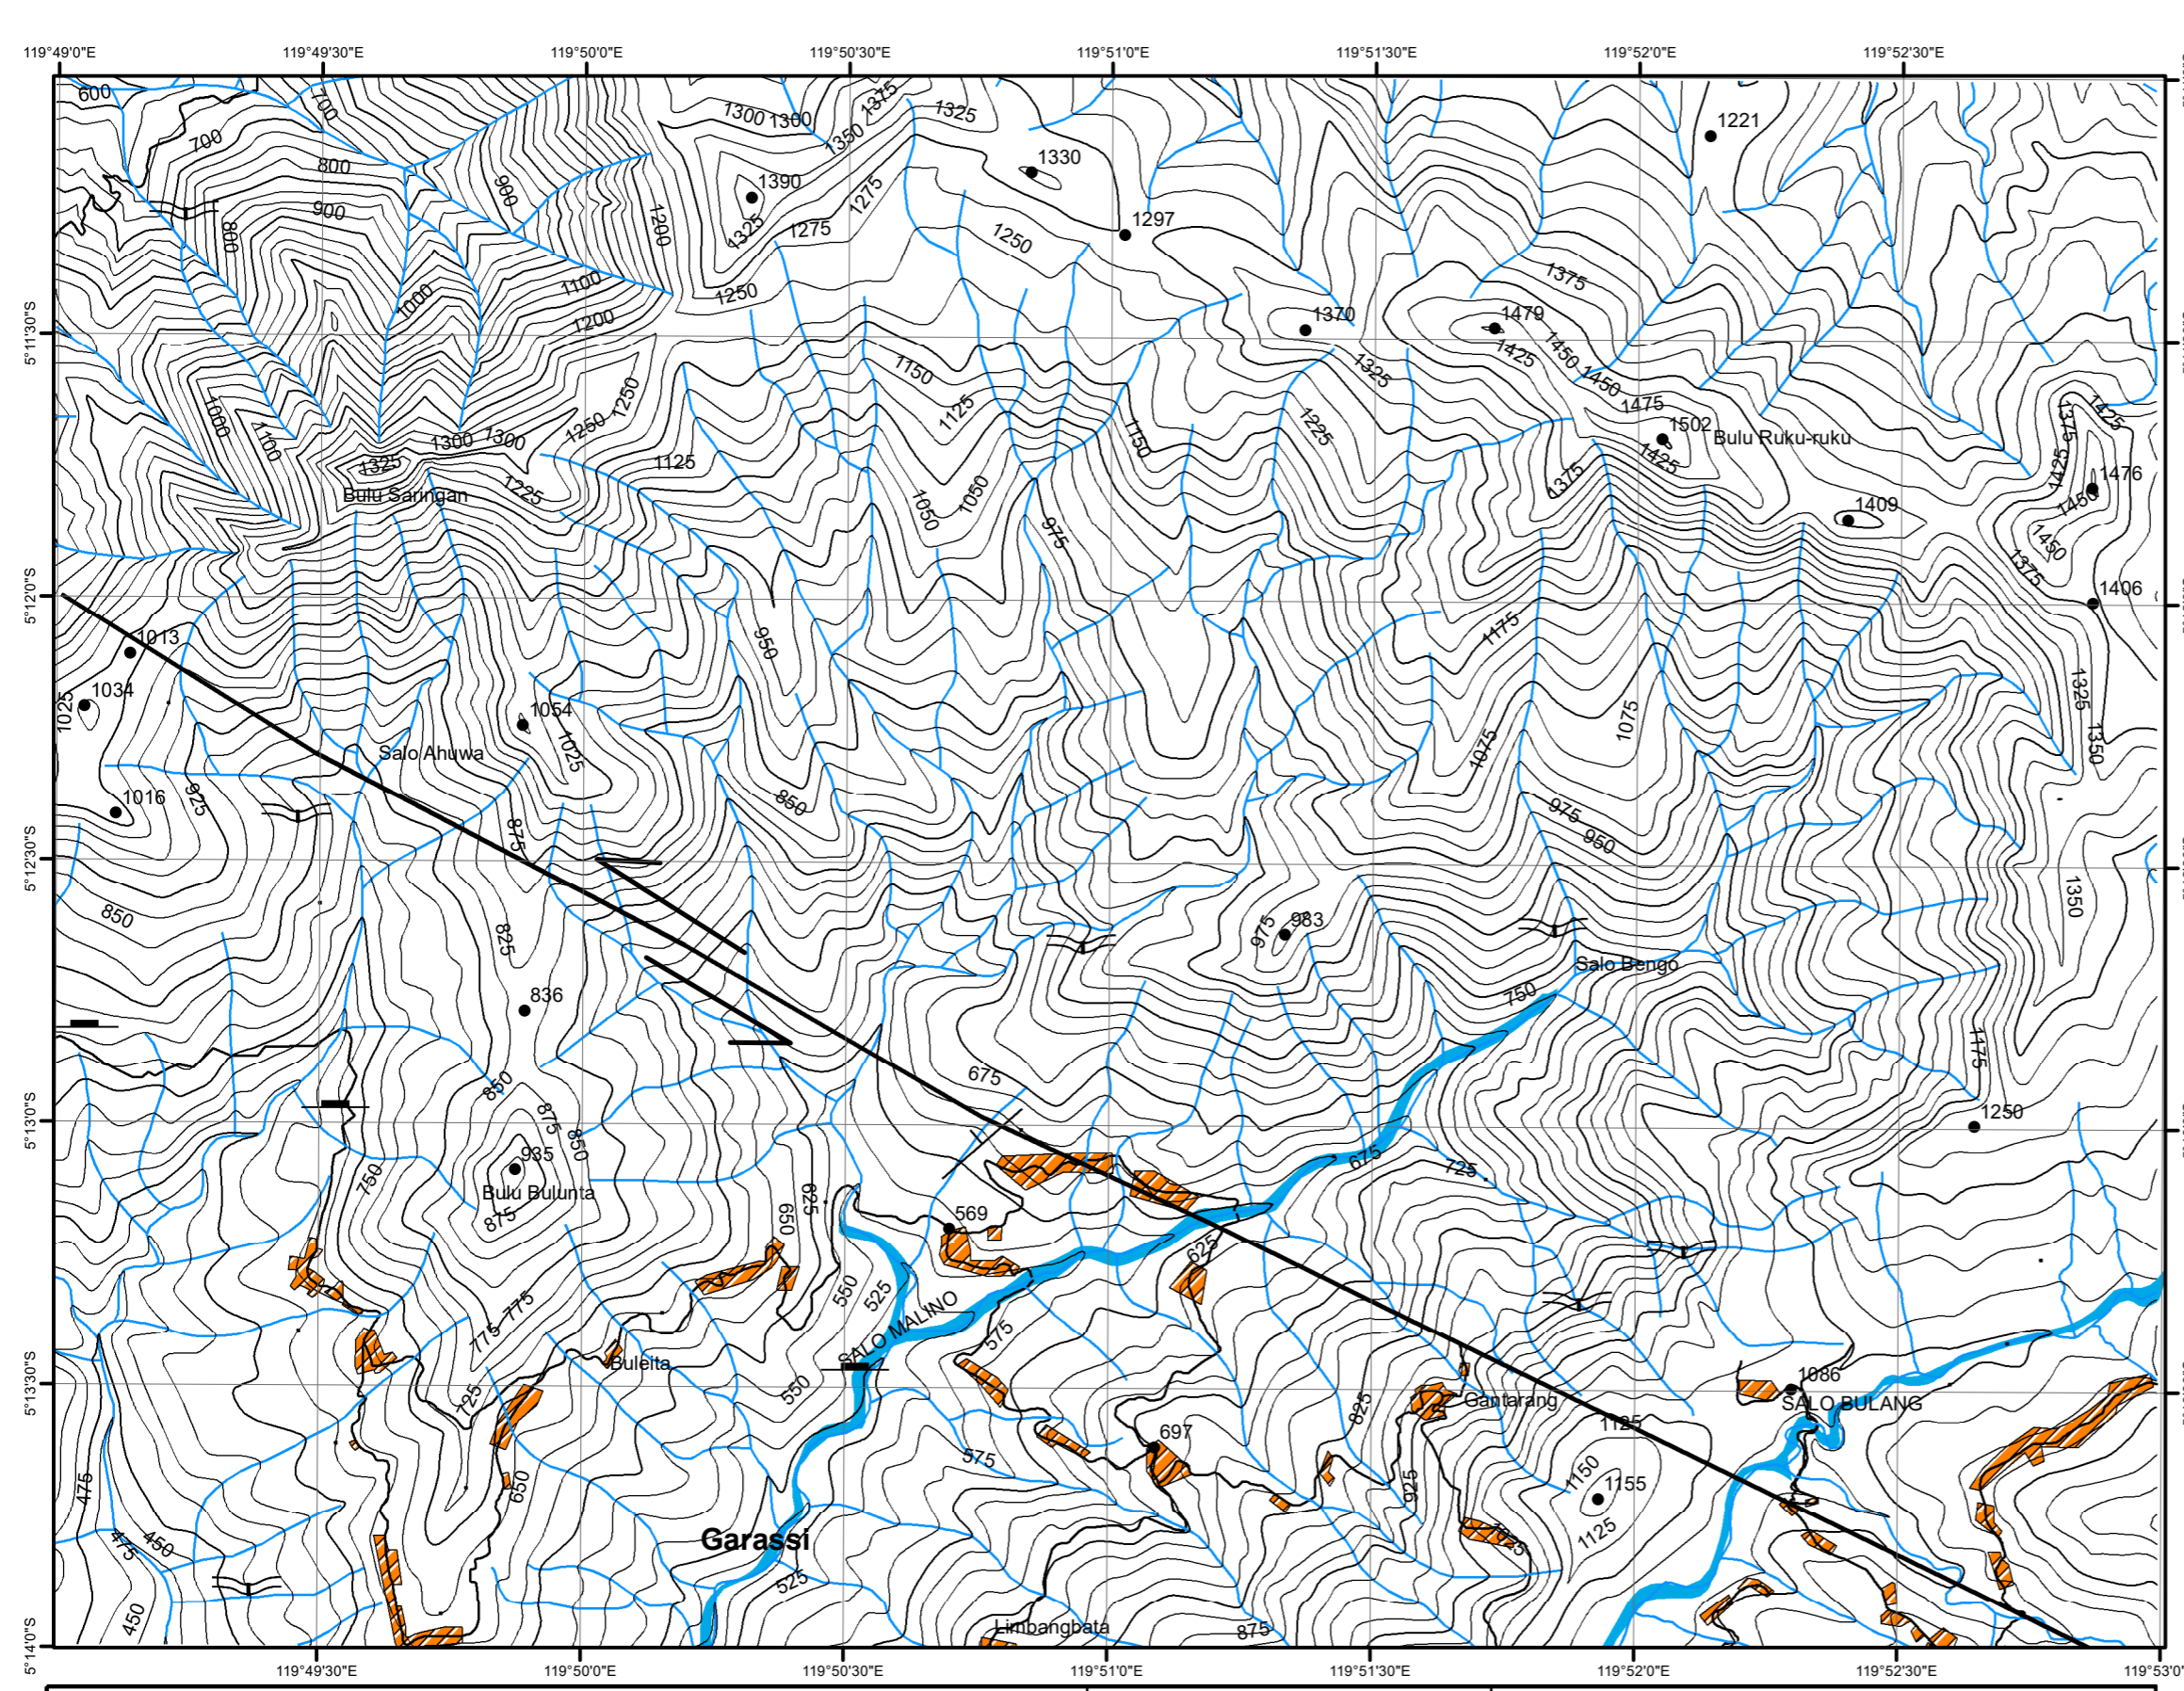 119°49'0"E 119°49'30"E 119°50'0"E 119°50'30"E 119°51'0"E 119°51'30"E 119°52'0"E 119°52'30"E
600 700 1300 1300 1350 1375 1325 1221
700 800 900 1330
800 900 1200 1390 1325 1275 1275 1250 1297
1000 1100 1250 1375
5°11'30"S 1200 1370 1479
1425 1450 1450 1325
1150 1125 1150 1225 1475 1375 1425
1000 1100 1250 1250 1502 Bulu Ruku-ruku
1300 1300 1325 1125 1425 1425 1476
Bulu Saringan 1225 1050 1050 1375 1450
1409
975 1450 1375
5°12'0"S 1406
1013 950 1175
1034
1025 1054 1025 1075 1075 1325 1350
Salo Ahuwa
1016 925 875 850 975 950
5°12'30"S
850 825 975 983 1350
Salo Bengo
836 750
1175
850 875 850 675 1250
5°13'0"S
935 675 725
750 Bulu Bulunta
875 650 625 569 625
550 525
775 775 SALO MALINO 575
Buleita
5°13'30"S 725 550 1086
825 Gantarang SALO BULANG
1125
697
575 1150 1155
475 650 925
475 450 Garassi 1025 1125
525
450 Limbangbata 875
5°14'0"S
119°49'30"E 119°50'0"E 119°50'30"E 119°51'0"E 119°51'30"E 119°52'0"E 119°52'30"E 119°53'0"